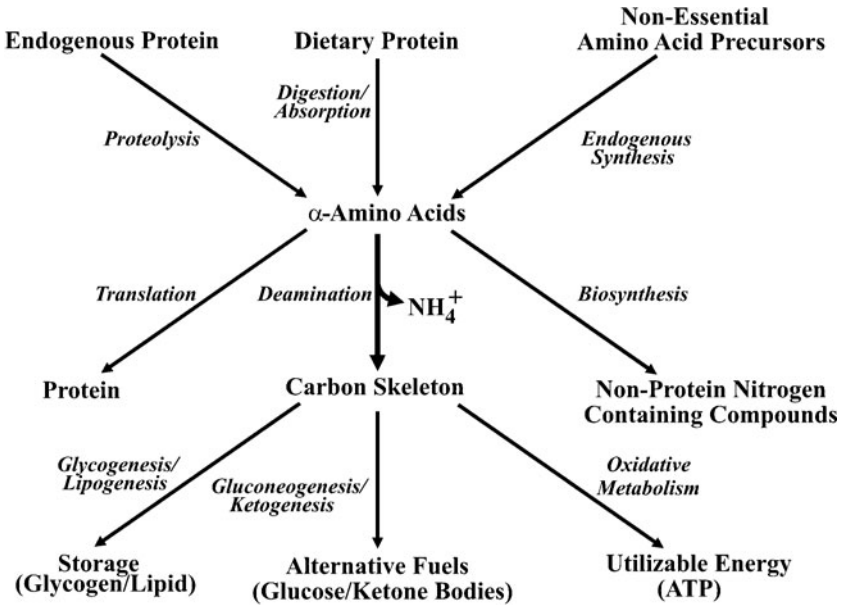 Endogenous Protein
Dietary Protein
Non-Essential
Amino Acid Precursors
Proteolysis
Digestion/
Absorption
Endogenous
Synthesis
α-Amino Acids
Translation
Deamination
NH₄⁺
Biosynthesis
Protein
Carbon Skeleton
Non-Protein Nitrogen
Containing Compounds
Glycogenesis/
Lipogenesis
Gluconeogenesis/
Ketogenesis
Oxidative
Metabolism
Storage
(Glycogen/Lipid)
Alternative Fuels
(Glucose/Ketone Bodies)
Utilizable Energy
(ATP)